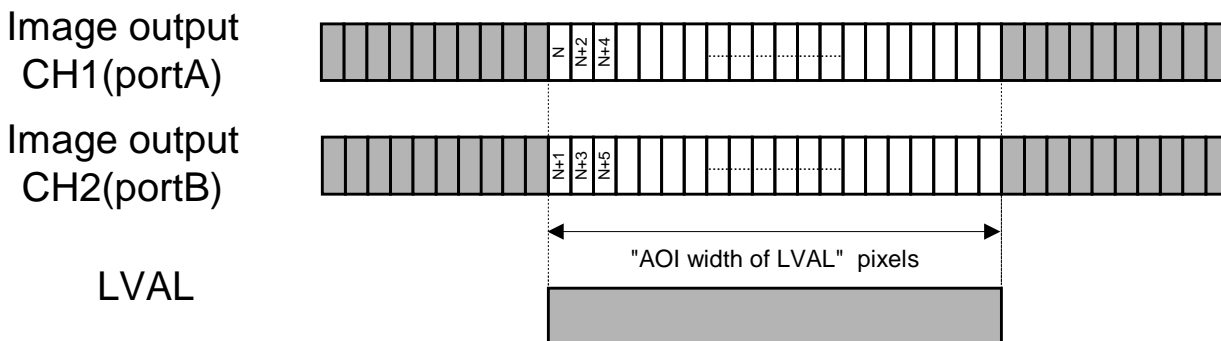 Image output
CH1(portA)
N
N+2
N+4
Image output
CH2(portB)
N+1
N+3
N+5
"AOI width of LVAL" pixels
LVAL